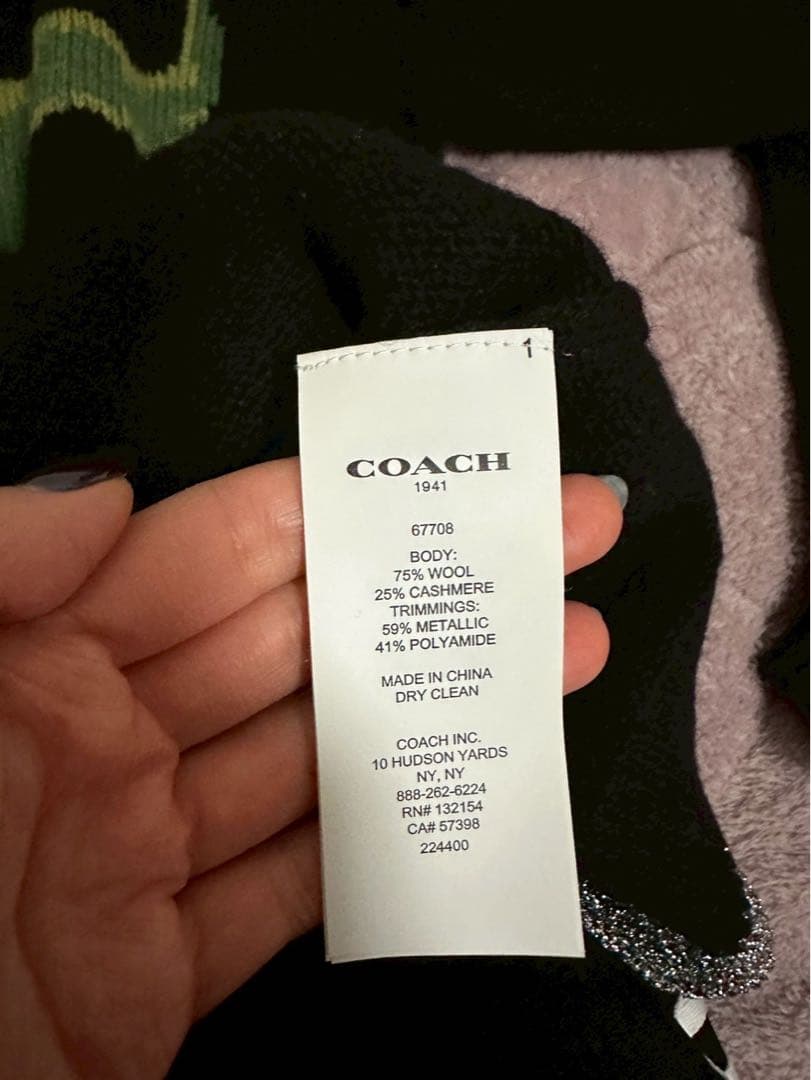 1
COACH
1941
67708
BODY:
75% WOOL
25% CASHMERE
TRIMMINGS:
59% METALLIC
41% POLYAMIDE
MADE IN CHINA
DRY CLEAN
COACH INC.
10 HUDSON YARDS
NY, NY
888-262-6224
RN# 132154
CA# 57398
224400